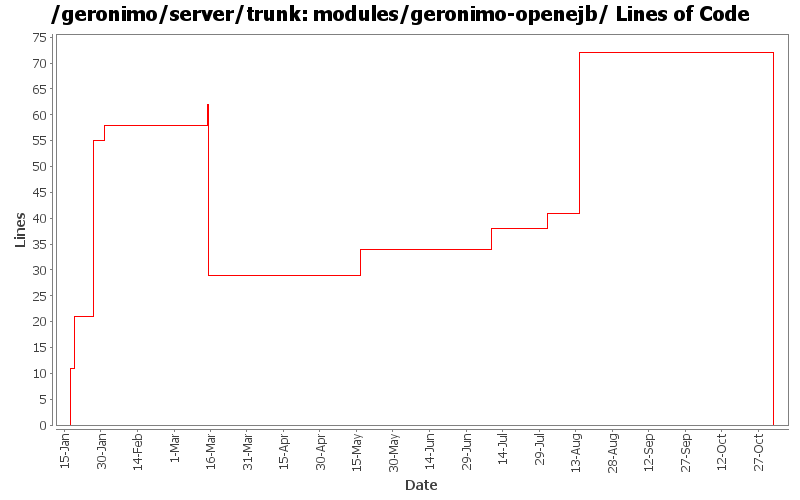 /geronimo/server/trunk: modules/geronimo-openejb/ Lines of Code
75
70
65
60
55
50
45
40
35
30
25
20
15
10
5
0
Lines
15-Jan
30-Jan
14-Feb
1-Mar
16-Mar
31-Mar
15-Apr
30-Apr
15-May
30-May
14-Jun
29-Jun
14-Jul
29-Jul
13-Aug
28-Aug
12-Sep
27-Sep
12-Oct
27-Oct
Date